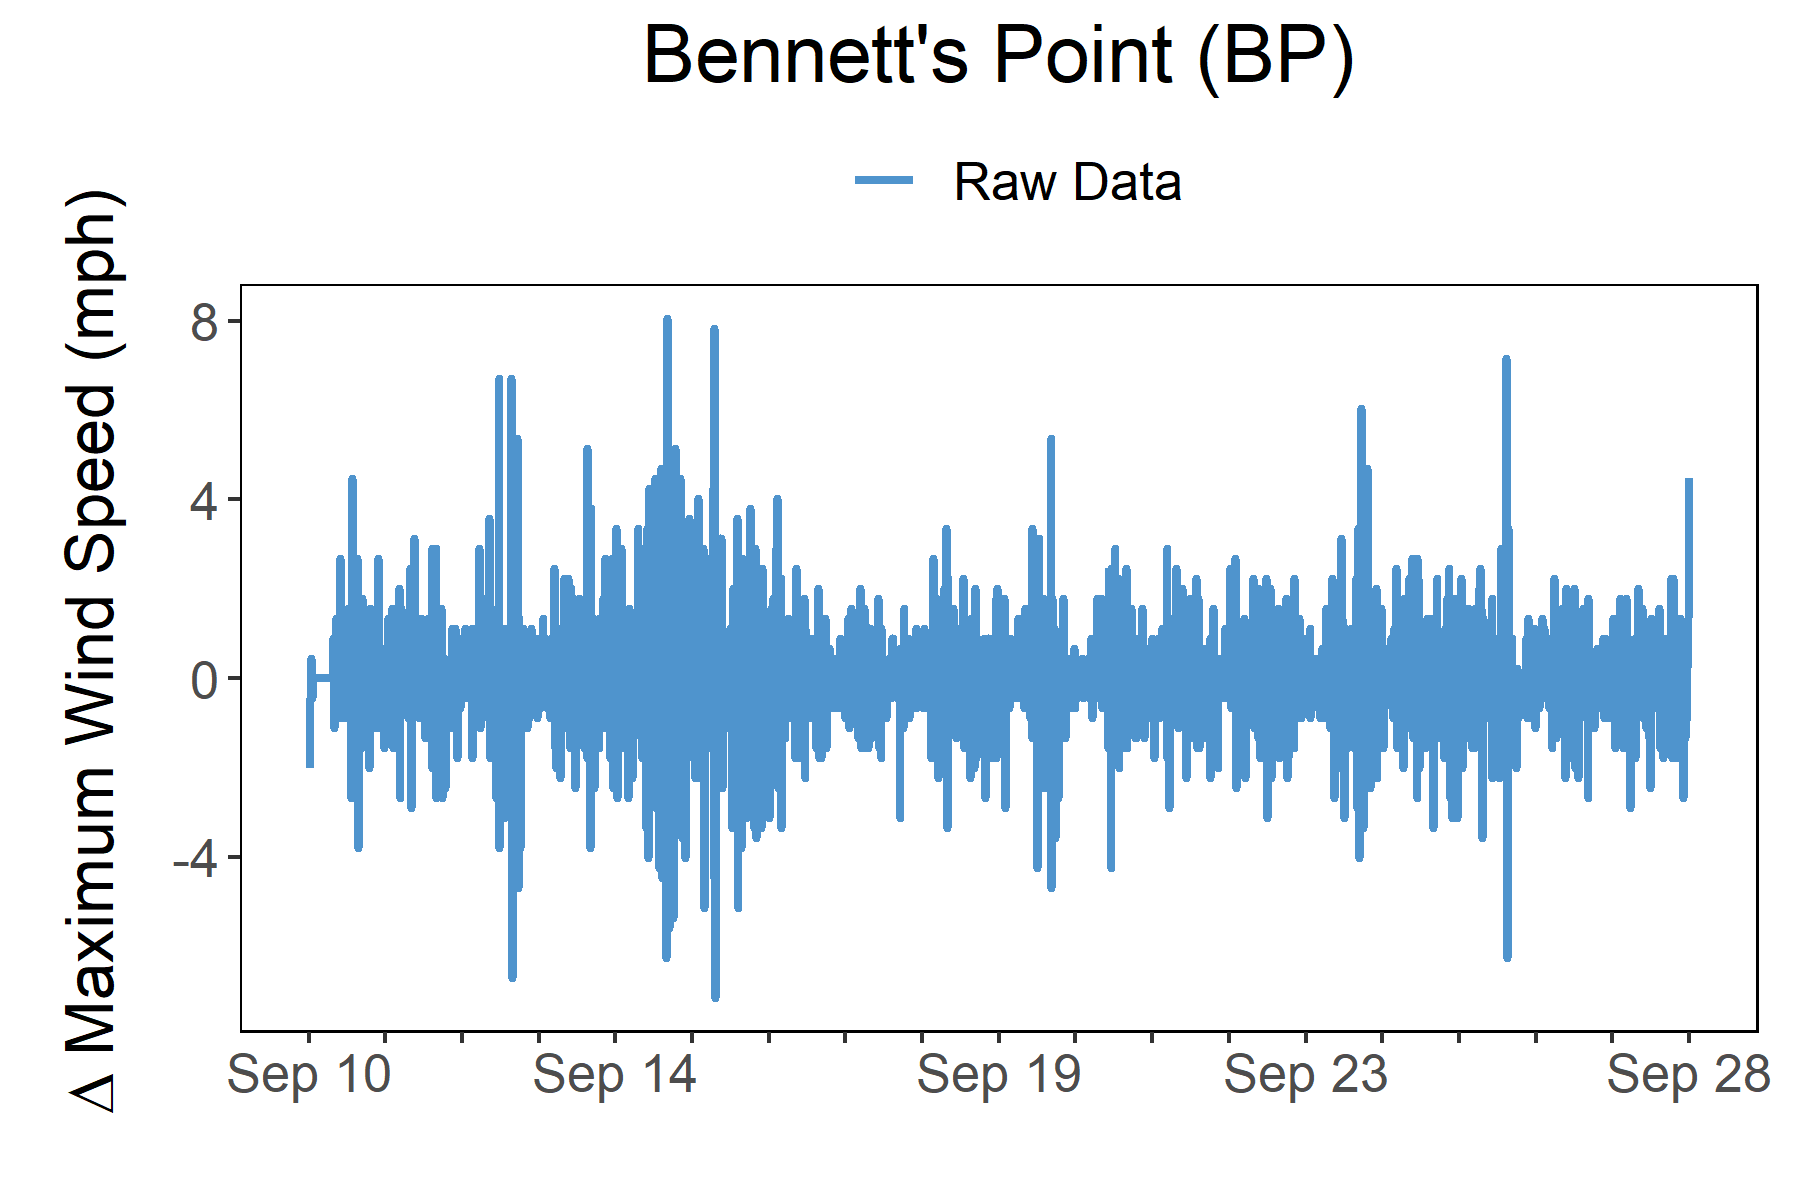 Bennett's Point (BP)
Raw Data
Δ Maximum Wind Speed (mph)
8
4
0
-4
Sep 10 Sep 14 Sep 19 Sep 23 Sep 28